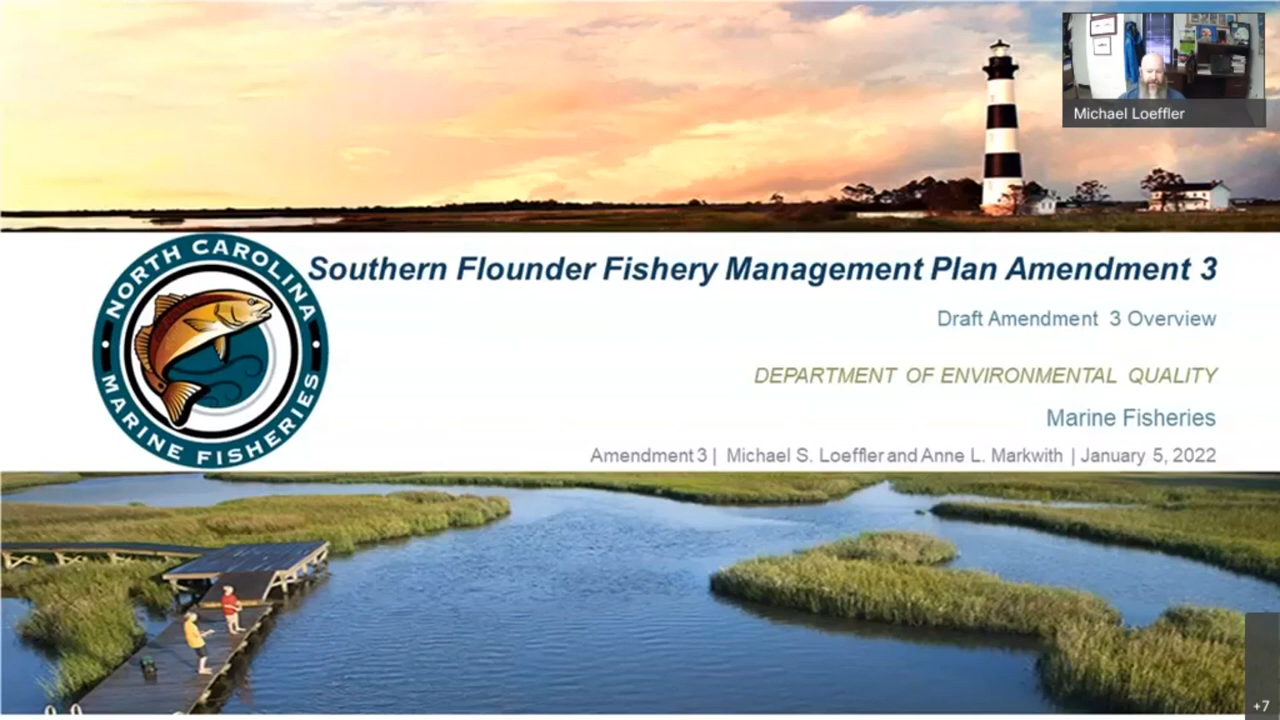 Michael Loeffler
NORTH CAROLINA
MARINE FISHERIES
Southern Flounder Fishery Management Plan Amendment 3
Draft Amendment 3 Overview
DEPARTMENT OF ENVIRONMENTAL QUALITY
Marine Fisheries
Amendment 3 | Michael S. Loeffler and Anne L. Markwith | January 5, 2022
+7